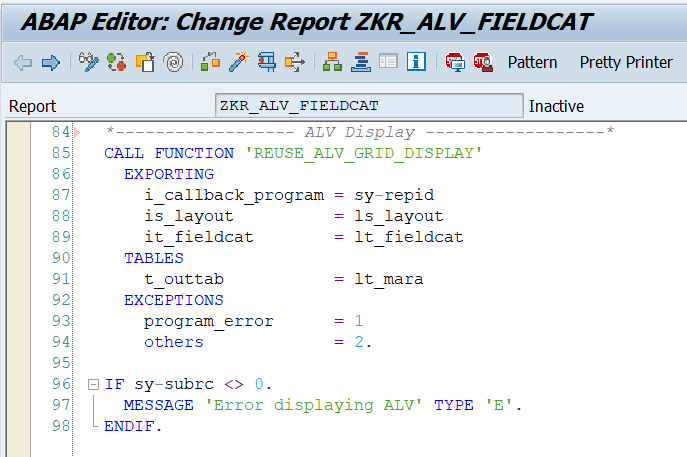 ABAP Editor: Change Report ZKR_ALV_FIELDCAT
Pattern Pretty Printer
Report ZKR_ALV_FIELDCAT Inactive
84 *------------------ ALV Display ------------------*
85 CALL FUNCTION 'REUSE_ALV_GRID_DISPLAY'
86 EXPORTING
87 i_callback_program = sy-repid
88 is_layout = ls_layout
89 it_fieldcat = lt_fieldcat
90 TABLES
91 t_outtab = lt_mara
92 EXCEPTIONS
93 program_error = 1
94 others = 2.
95
96 IF sy-subrc <> 0.
97 MESSAGE 'Error displaying ALV' TYPE 'E'.
98 ENDIF.